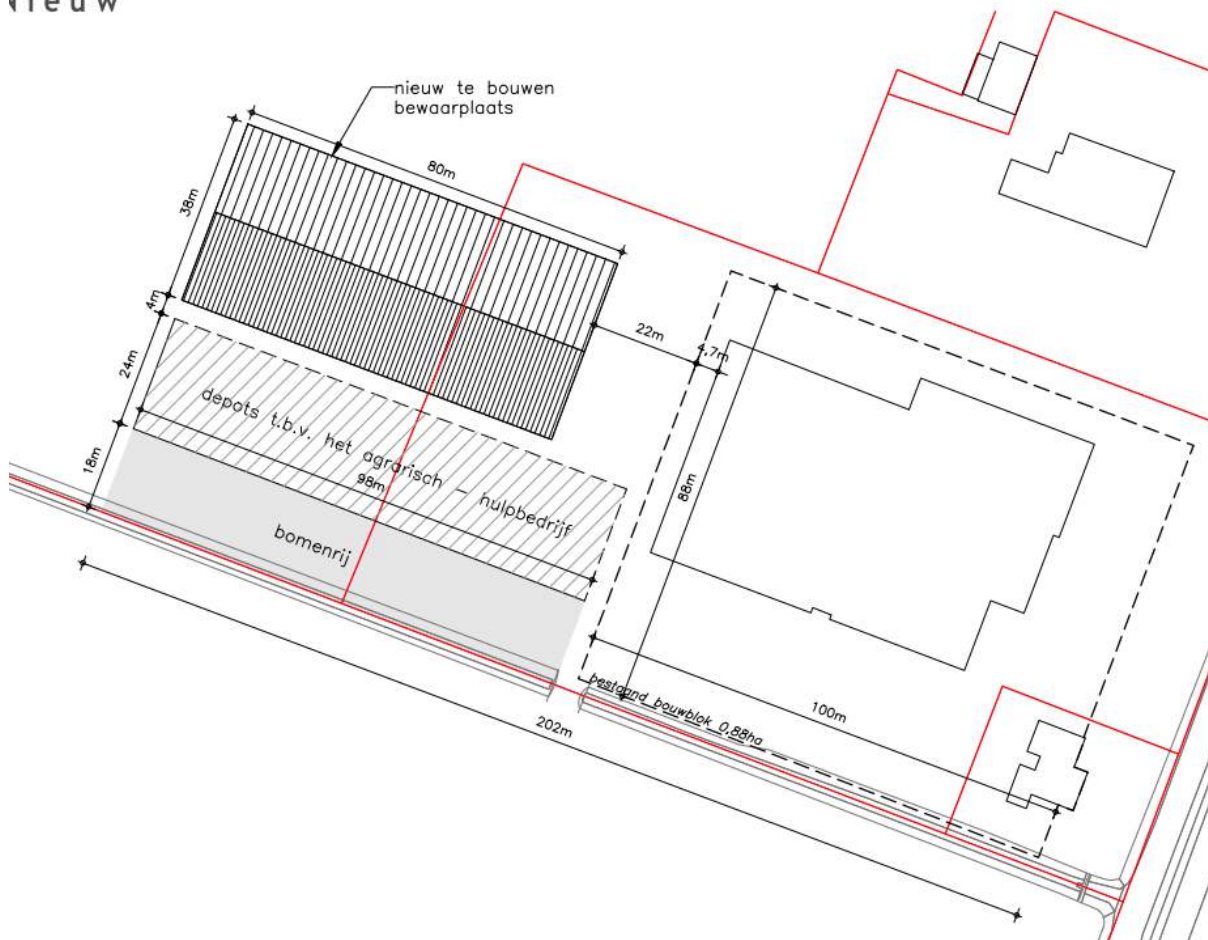 Nieuw
nieuw te bouwen
bewaarplaats
80m
38m
4m
24m
18m
22m
4,7m
88m
depots t.b.v. het agrarisch – hulpbedrijf
98m
bomenrij
bestaand bouwblok 0,88ha
100m
202m